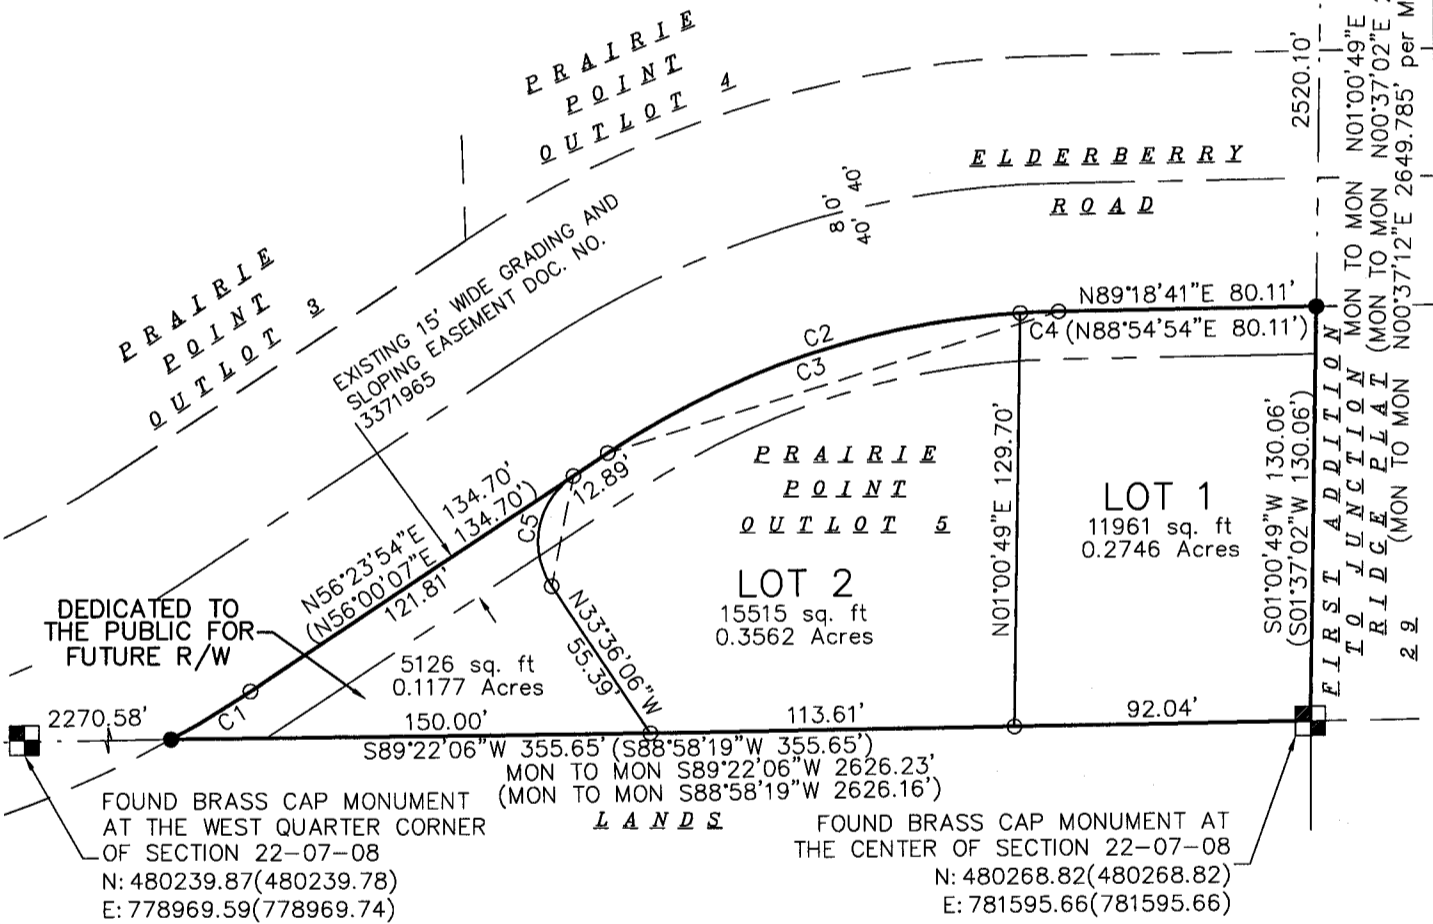 PRAIRIE
POINT
OUTLOT 4
PRAIRIE
POINT
OUTLOT 3
EXISTING 15' WIDE GRADING AND
SLOPING EASEMENT DOC. NO.
3371965
ELDERBERRY
ROAD
80'
40'
40'
2520.10'
N89°18'41"E 80.11'
C4 (N88°54'54"E 80.11')
C2
C3
12.89'
C5
134.70'
134.70')
N56°23'54"E
(N56°00'07"E
121.81'
C1
DEDICATED TO
THE PUBLIC FOR
FUTURE R/W
5126 sq. ft
0.1177 Acres
N33°36'06"W
55.39'
PRAIRIE
POINT
OUTLOT 5
LOT 2
15515 sq. ft
0.3562 Acres
N01°00'49"E 129.70'
LOT 1
11961 sq. ft
0.2746 Acres
S01°00'49"W 130.06'
(S01°37'02"W 130.06')
FIRST ADDITION
TO JUNCTION
RIDGE PLAT
29
MON TO MON N01°00'49"E
(MON TO MON N00°37'02"E
(MON TO MON N00°37'12"E 2649.785' per M
2270.58'
150.00'
113.61'
92.04'
S89°22'06"W 355.65' (S88°58'19"W 355.65')
MON TO MON S89°22'06"W 2626.23'
(MON TO MON S88°58'19"W 2626.16')
LANDS
FOUND BRASS CAP MONUMENT
AT THE WEST QUARTER CORNER
OF SECTION 22-07-08
N: 480239.87(480239.78)
E: 778969.59(778969.74)
FOUND BRASS CAP MONUMENT AT
THE CENTER OF SECTION 22-07-08
N: 480268.82(480268.82)
E: 781595.66(781595.66)